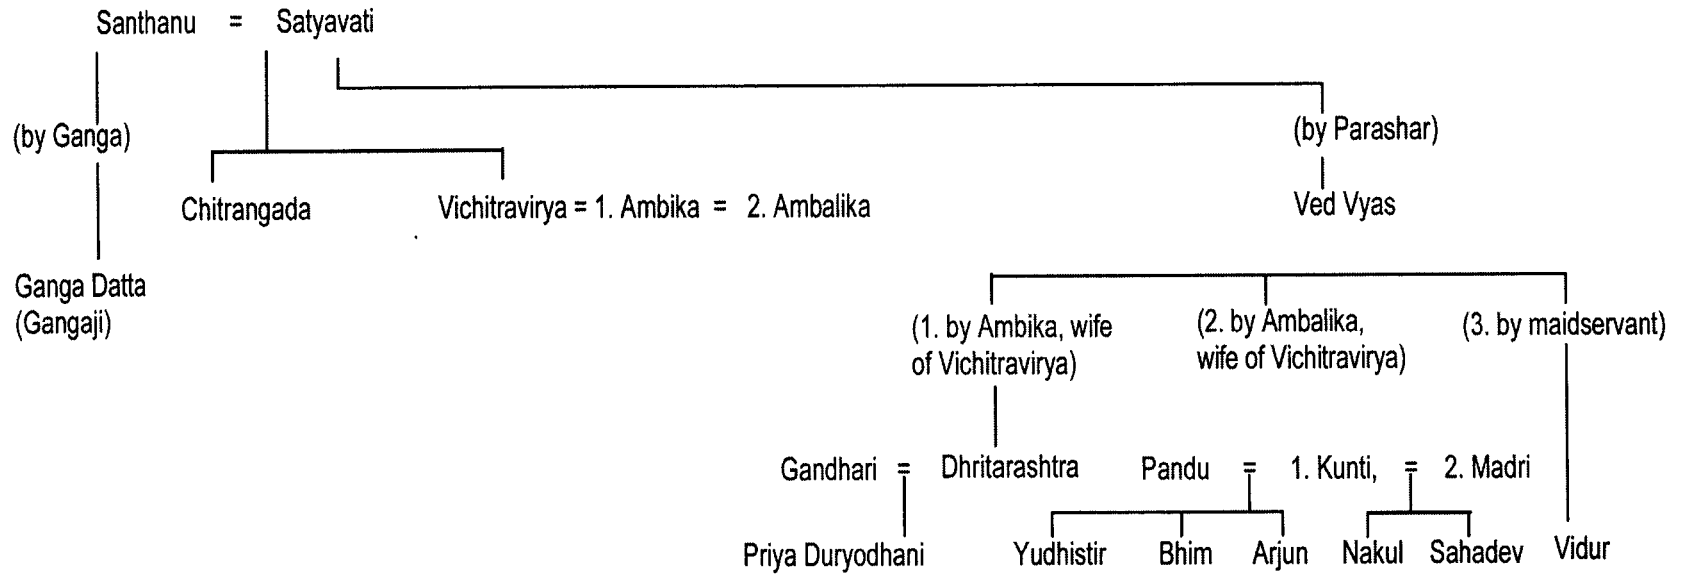 Santhanu = Satyavati
(by Ganga)
(by Parashar)
Chitrangada
Vichitravirya = 1. Ambika = 2. Ambalika
Ved Vyas
Ganga Datta
(Gangaji)
(1. by Ambika, wife
of Vichitravirya)
(2. by Ambalika,
wife of Vichitravirya)
(3. by maidservant)
Gandhari = Dhritarashtra
Pandu = 1. Kunti, = 2. Madri
Priya Duryodhani
Yudhistir
Bhim
Arjun
Nakul
Sahadev
Vidur